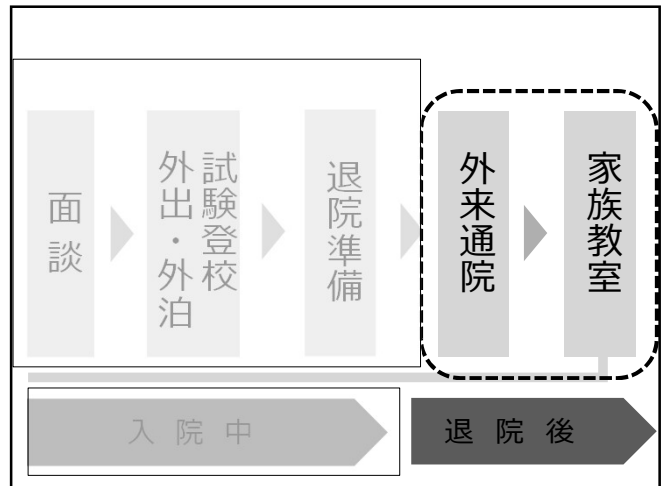 面談
試験登校
外出・外泊
退院準備
外来通院
家族教室
入院中
退院後